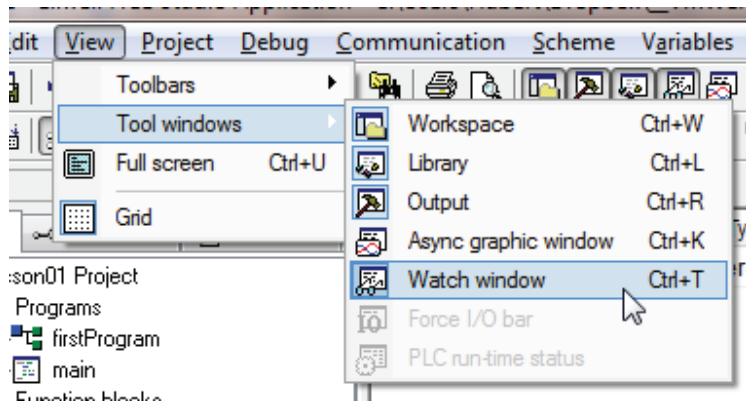 dit View Project Debug Communication Scheme Variables
Toolbars
Tool windows
Full screen Ctrl+U
Grid
Workspace Ctrl+W
Library Ctrl+L
Output Ctrl+R
Async graphic window Ctrl+K
Watch window Ctrl+T
Force I/O bar
PLC run-time status
sson01 Project
Programs
firstProgram
main